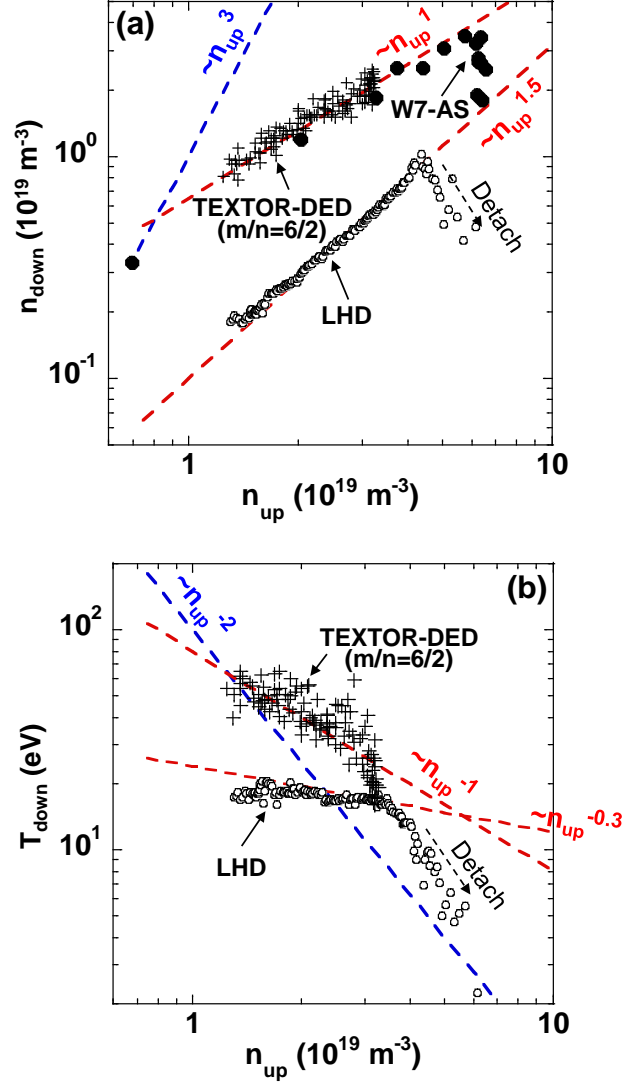 (a)
~n_up^3
~n_up^1
W7-AS
~n_up^1.5
10^0
TEXTOR-DED
(m/n=6/2)
Detach
LHD
10^-1
n_down (10^19 m^-3)
1
10
n_up (10^19 m^-3)
(b)
~n_up^-2
10^2
TEXTOR-DED
(m/n=6/2)
~n_up^-1
~n_up^-0.3
10^1
LHD
Detach
T_down (eV)
1
10
n_up (10^19 m^-3)